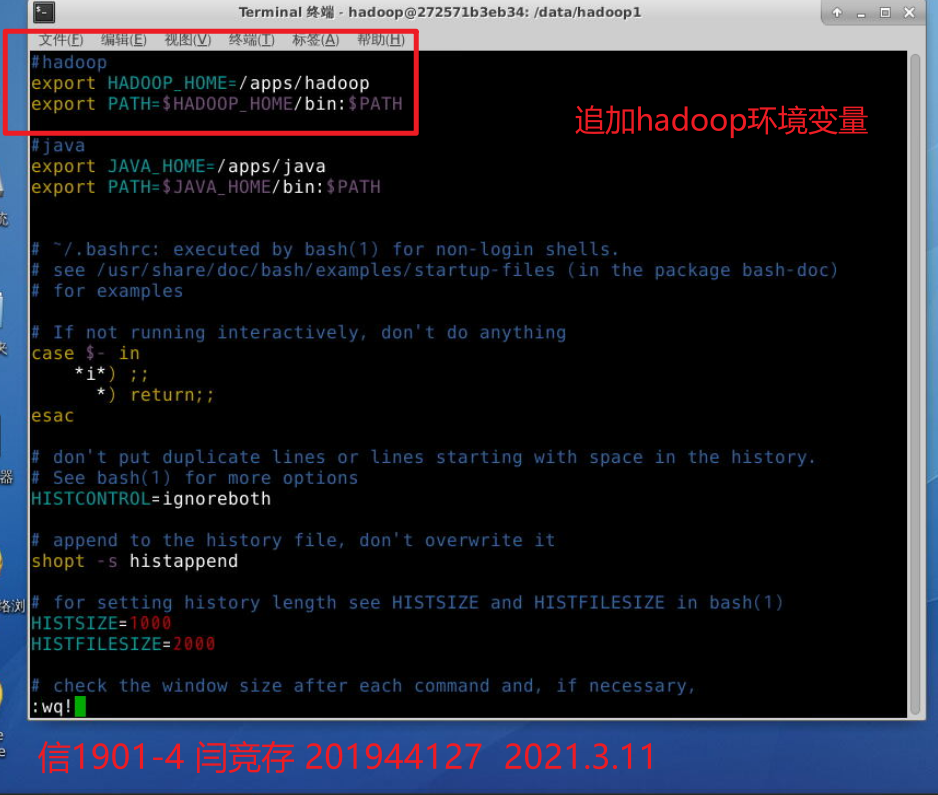 Terminal 终端 - hadoop@272571b3eb34: /data/hadoop1
文件(F) 编辑(E) 视图(V) 终端(T) 标签(A) 帮助(H)
#hadoop
export HADOOP_HOME=/apps/hadoop
export PATH=$HADOOP_HOME/bin:$PATH
追加hadoop环境变量
#java
export JAVA_HOME=/apps/java
export PATH=$JAVA_HOME/bin:$PATH
# ~/.bashrc: executed by bash(1) for non-login shells.
# see /usr/share/doc/bash/examples/startup-files (in the package bash-doc)
# for examples
# If not running interactively, don't do anything
case $- in
*i*) ;;
*) return;;
esac
# don't put duplicate lines or lines starting with space in the history.
# See bash(1) for more options
HISTCONTROL=ignoreboth
# append to the history file, don't overwrite it
shopt -s histappend
# for setting history length see HISTSIZE and HISTFILESIZE in bash(1)
HISTSIZE=1000
HISTFILESIZE=2000
# check the window size after each command and, if necessary,
:wq!
信1901-4 闫竞存 201944127 2021.3.11